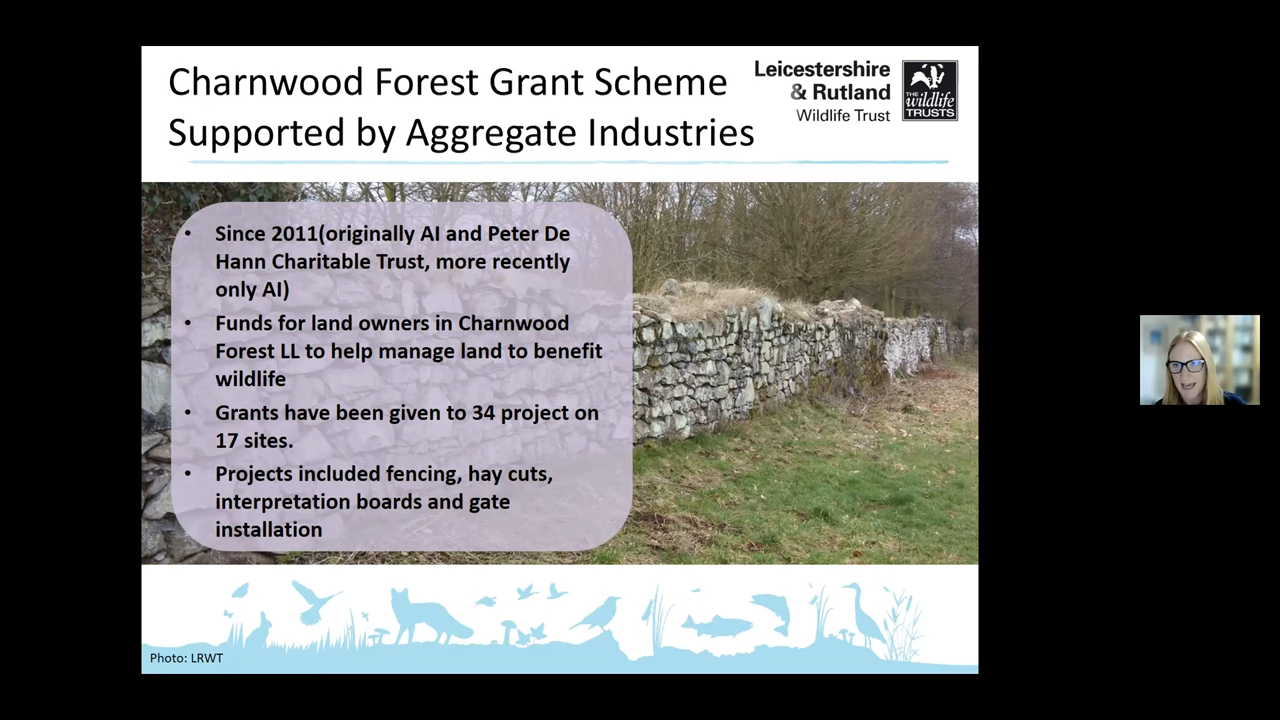 Charnwood Forest Grant Scheme
Supported by Aggregate Industries
Leicestershire
& Rutland
Wildlife Trust
THE
wildlife
TRUSTS
• Since 2011(originally AI and Peter De
Hann Charitable Trust, more recently
only AI)
• Funds for land owners in Charnwood
Forest LL to help manage land to benefit
wildlife
• Grants have been given to 34 project on
17 sites.
• Projects included fencing, hay cuts,
interpretation boards and gate
installation
Photo: LRWT